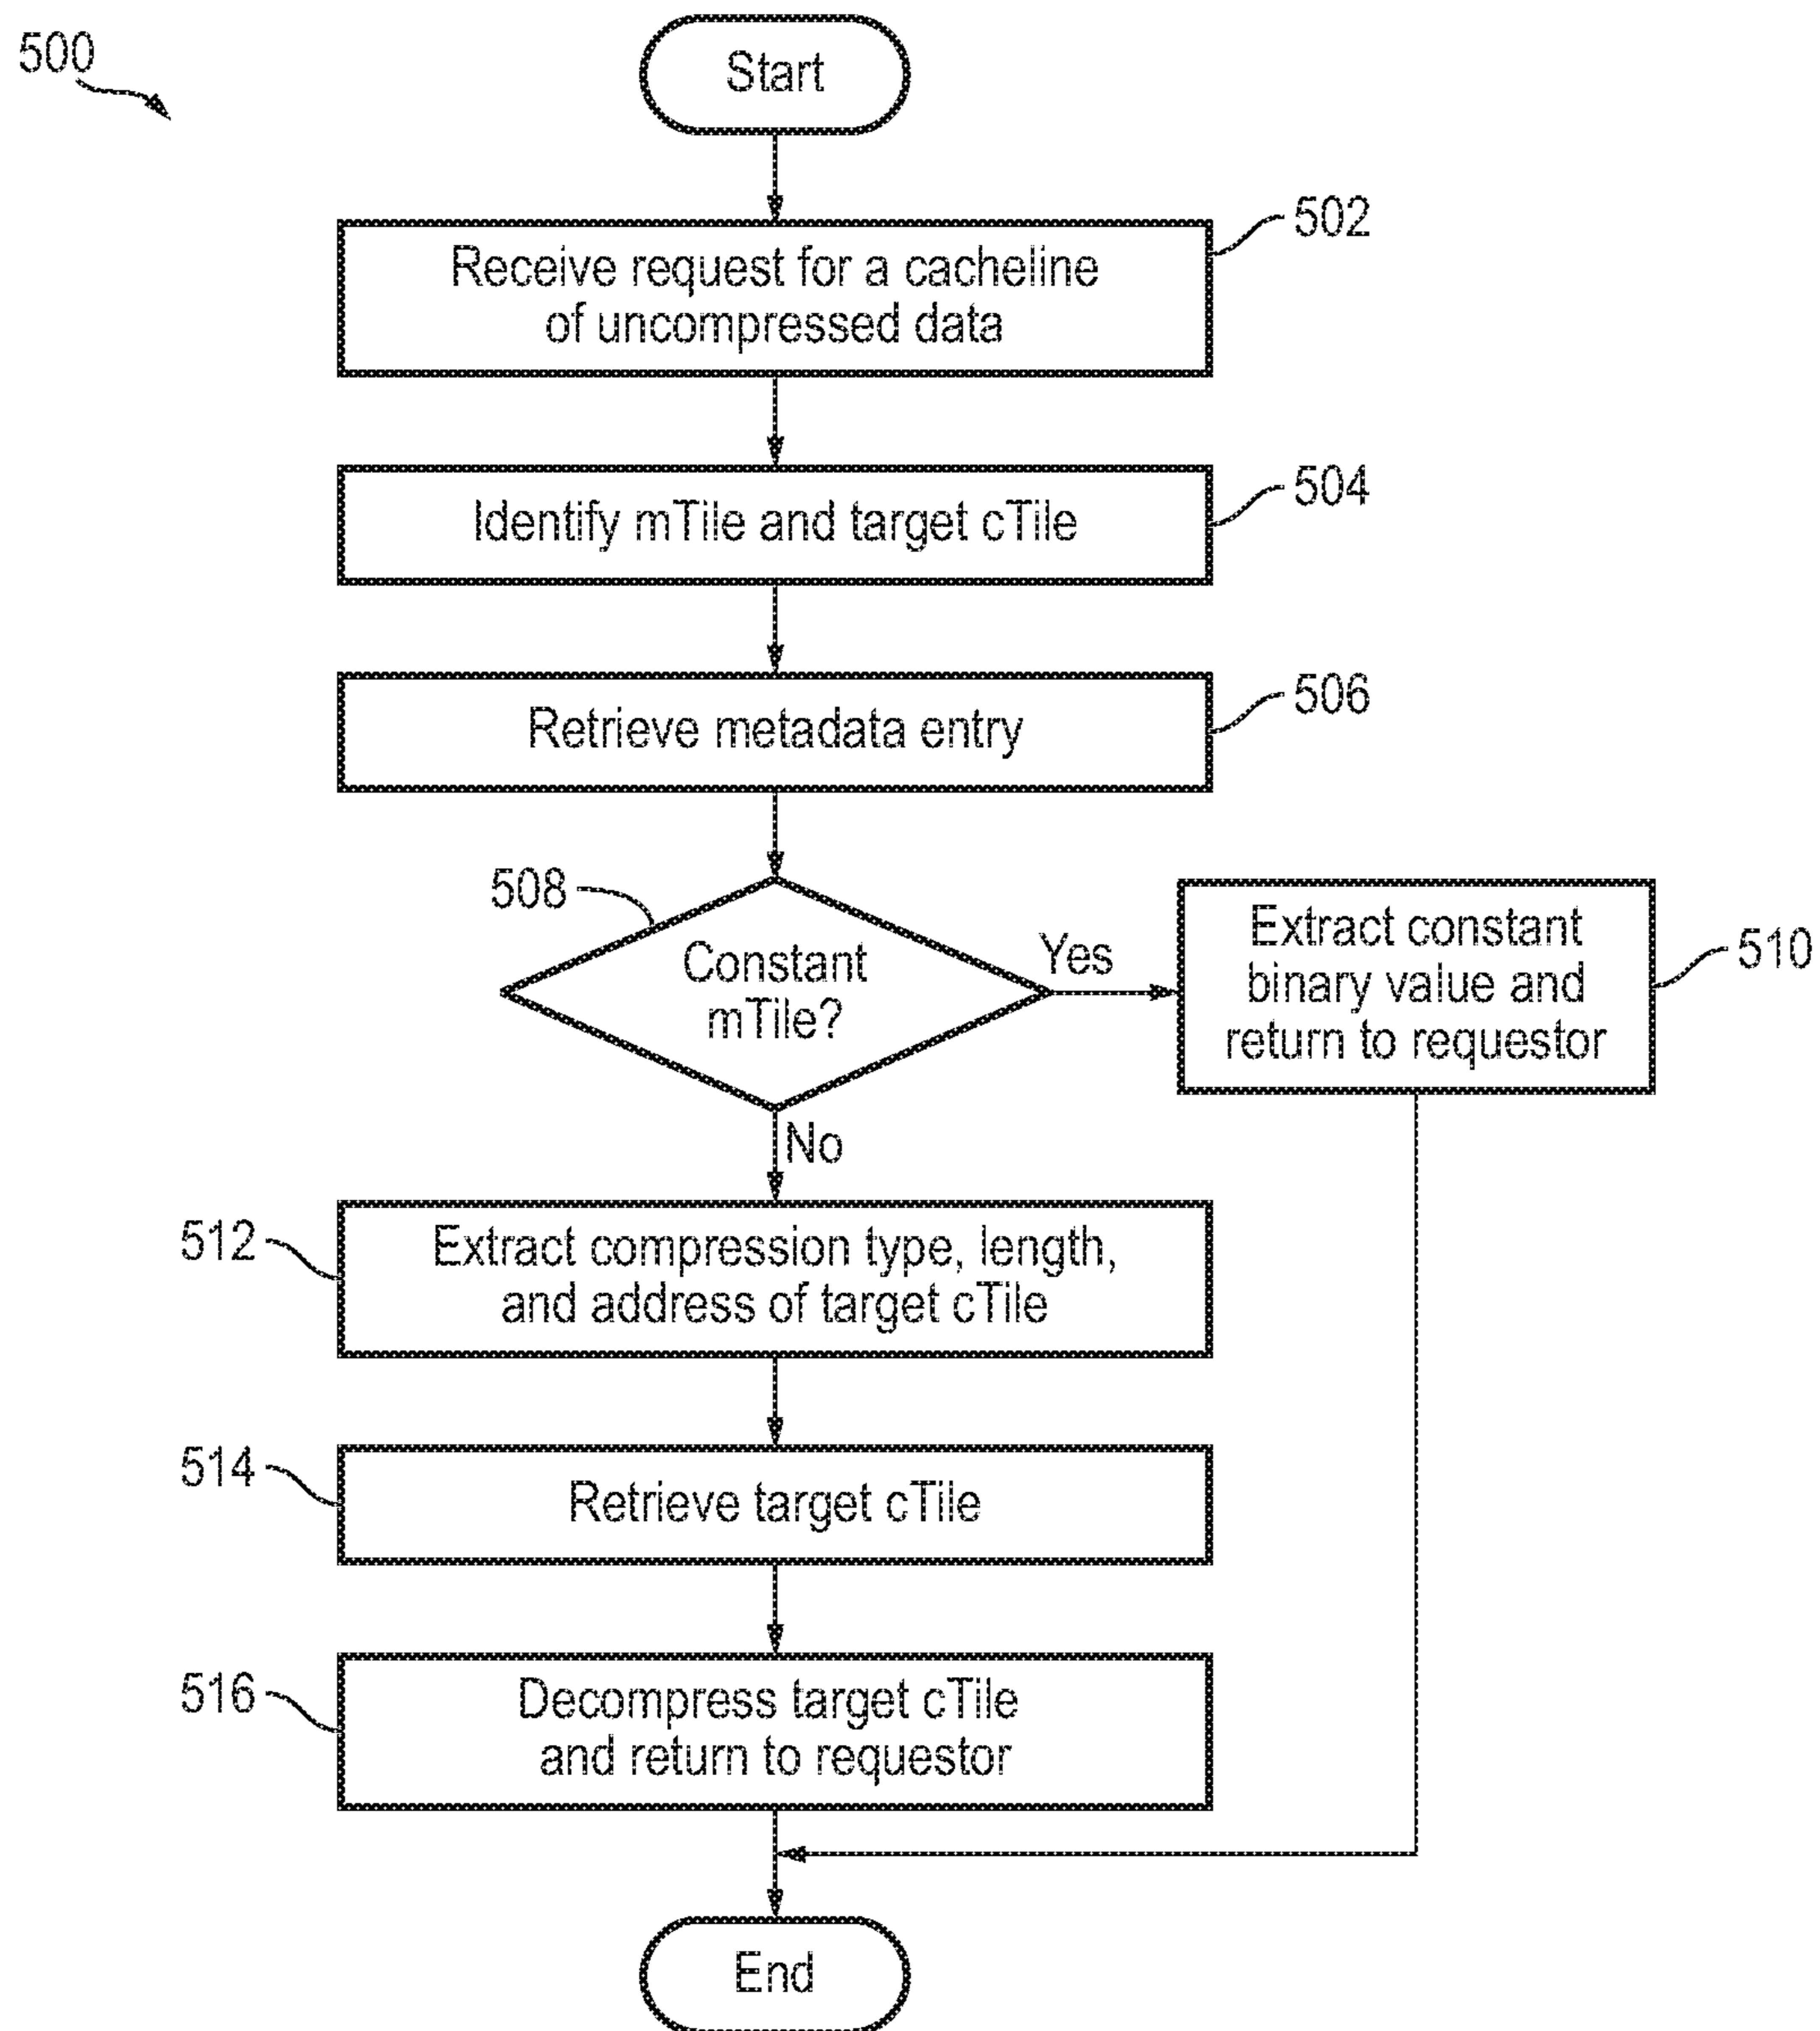 500
Start
502
Receive request for a cacheline
of uncompressed data
504
Identify mTile and target cTile
506
Retrieve metadata entry
508
Constant
mTile?
Yes
Extract constant
binary value and
return to requestor
510
No
512
Extract compression type, length,
and address of target cTile
514
Retrieve target cTile
516
Decompress target cTile
and return to requestor
End